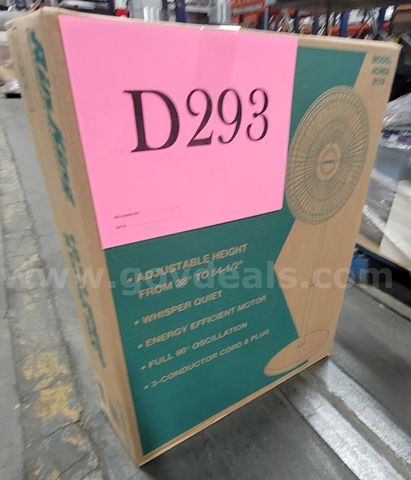 D293
MODEL
• ADJUSTABLE HEIGHT
FROM 38" TO 54-1/2"
• WHISPER QUIET
• ENERGY EFFICIENT MOTOR
• FULL 90° OSCILLATION
• 3-CONDUCTOR CORD & PLUG
www.govdeals.com